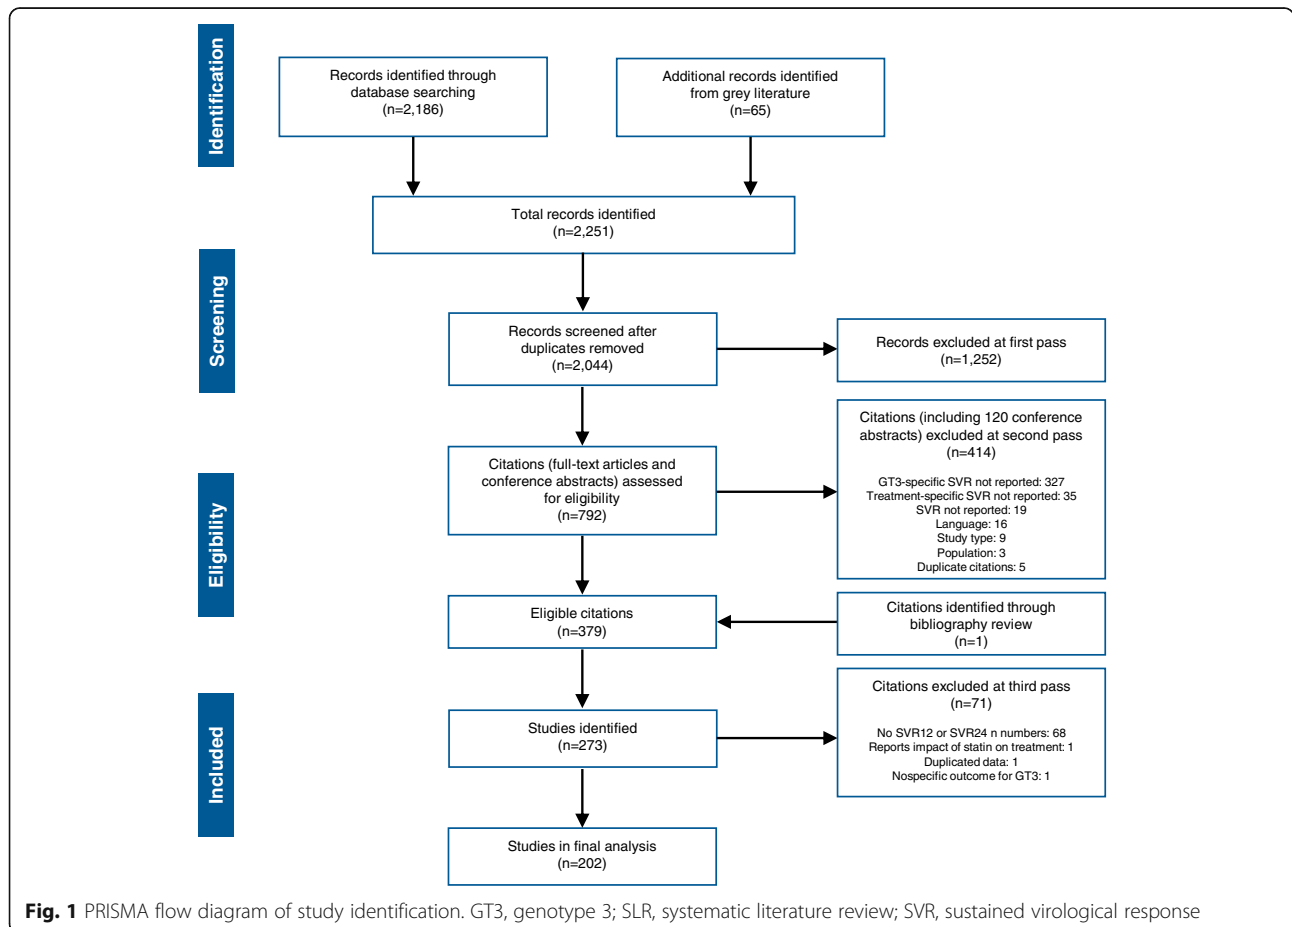 Identification
Records identified through
database searching
(n=2,186)
Additional records identified
from grey literature
(n=65)
Total records identified
(n=2,251)
Screening
Records screened after
duplicates removed
(n=2,044)
Records excluded at first pass
(n=1,252)
Eligibility
Citations (full-text articles and
conference abstracts) assessed
for eligibility
(n=792)
Citations (including 120 conference
abstracts) excluded at second pass
(n=414)
GT3-specific SVR not reported: 327
Treatment-specific SVR not reported: 35
SVR not reported: 19
Language: 16
Study type: 9
Population: 3
Duplicate citations: 5
Eligible citations
(n=379)
Citations identified through
bibliography review
(n=1)
Included
Studies identified
(n=273)
Citations excluded at third pass
(n=71)
No SVR12 or SVR24 n numbers: 68
Reports impact of statin on treatment: 1
Duplicated data: 1
Nospecific outcome for GT3: 1
Studies in final analysis
(n=202)
Fig. 1 PRISMA flow diagram of study identification. GT3, genotype 3; SLR, systematic literature review; SVR, sustained virological response